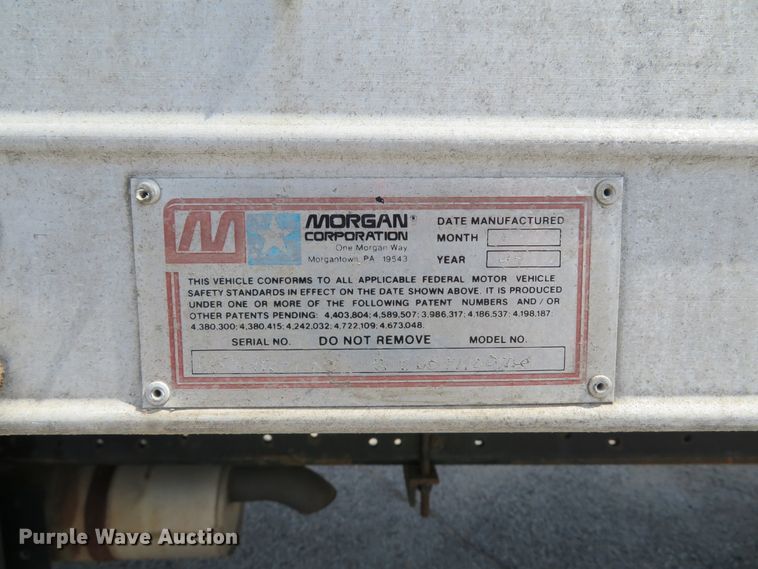 M MORGAN®
CORPORATION
One Morgan Way
Morgantown, PA 19543
DATE MANUFACTURED
MONTH
YEAR
THIS VEHICLE CONFORMS TO ALL APPLICABLE FEDERAL MOTOR VEHICLE
SAFETY STANDARDS IN EFFECT ON THE DATE SHOWN ABOVE. IT IS PRODUCED
UNDER ONE OR MORE OF THE FOLLOWING PATENT NUMBERS AND/OR
OTHER PATENTS PENDING: 4,403,804; 4,589,507; 3,986,317; 4,186,537; 4,198,187;
4,380,300; 4,380,415; 4,242,032; 4,722,109; 4,673,048.
SERIAL NO. DO NOT REMOVE MODEL NO.
Purple Wave Auction